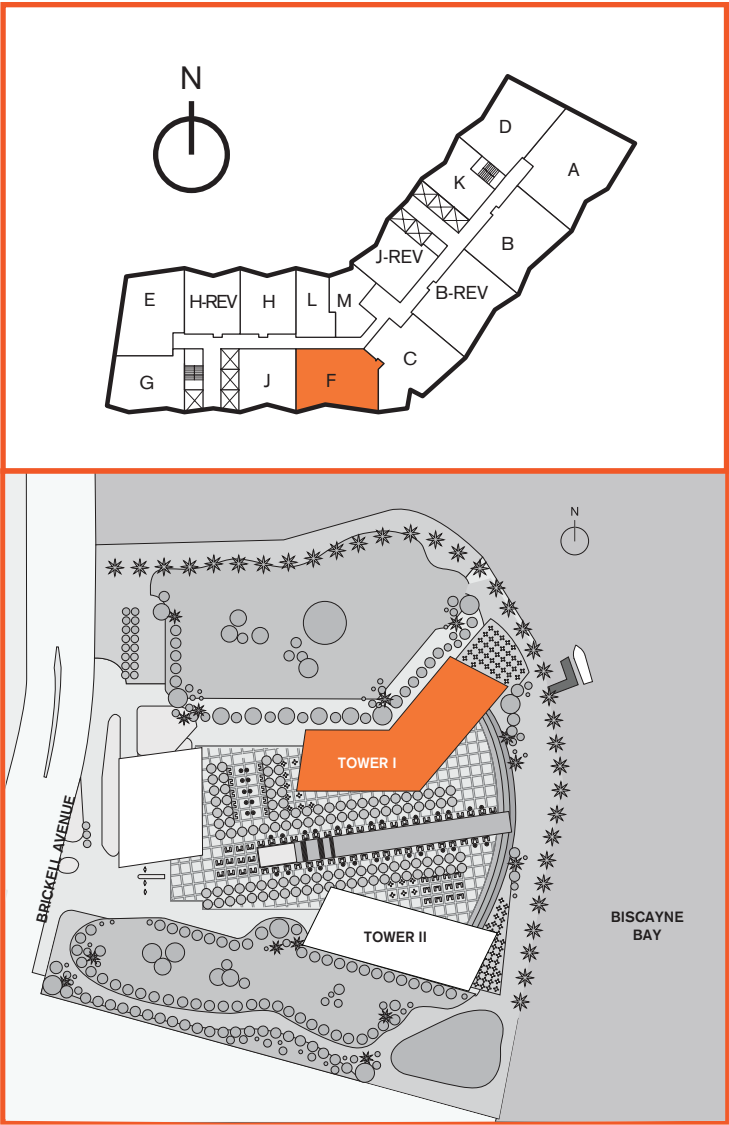 N
D
A
K
B
J-REV
B-REV
E
H-REV
H
L
M
G
J
F
C
N
TOWER I
BRICKELL AVENUE
TOWER II
BISCAYNE
BAY